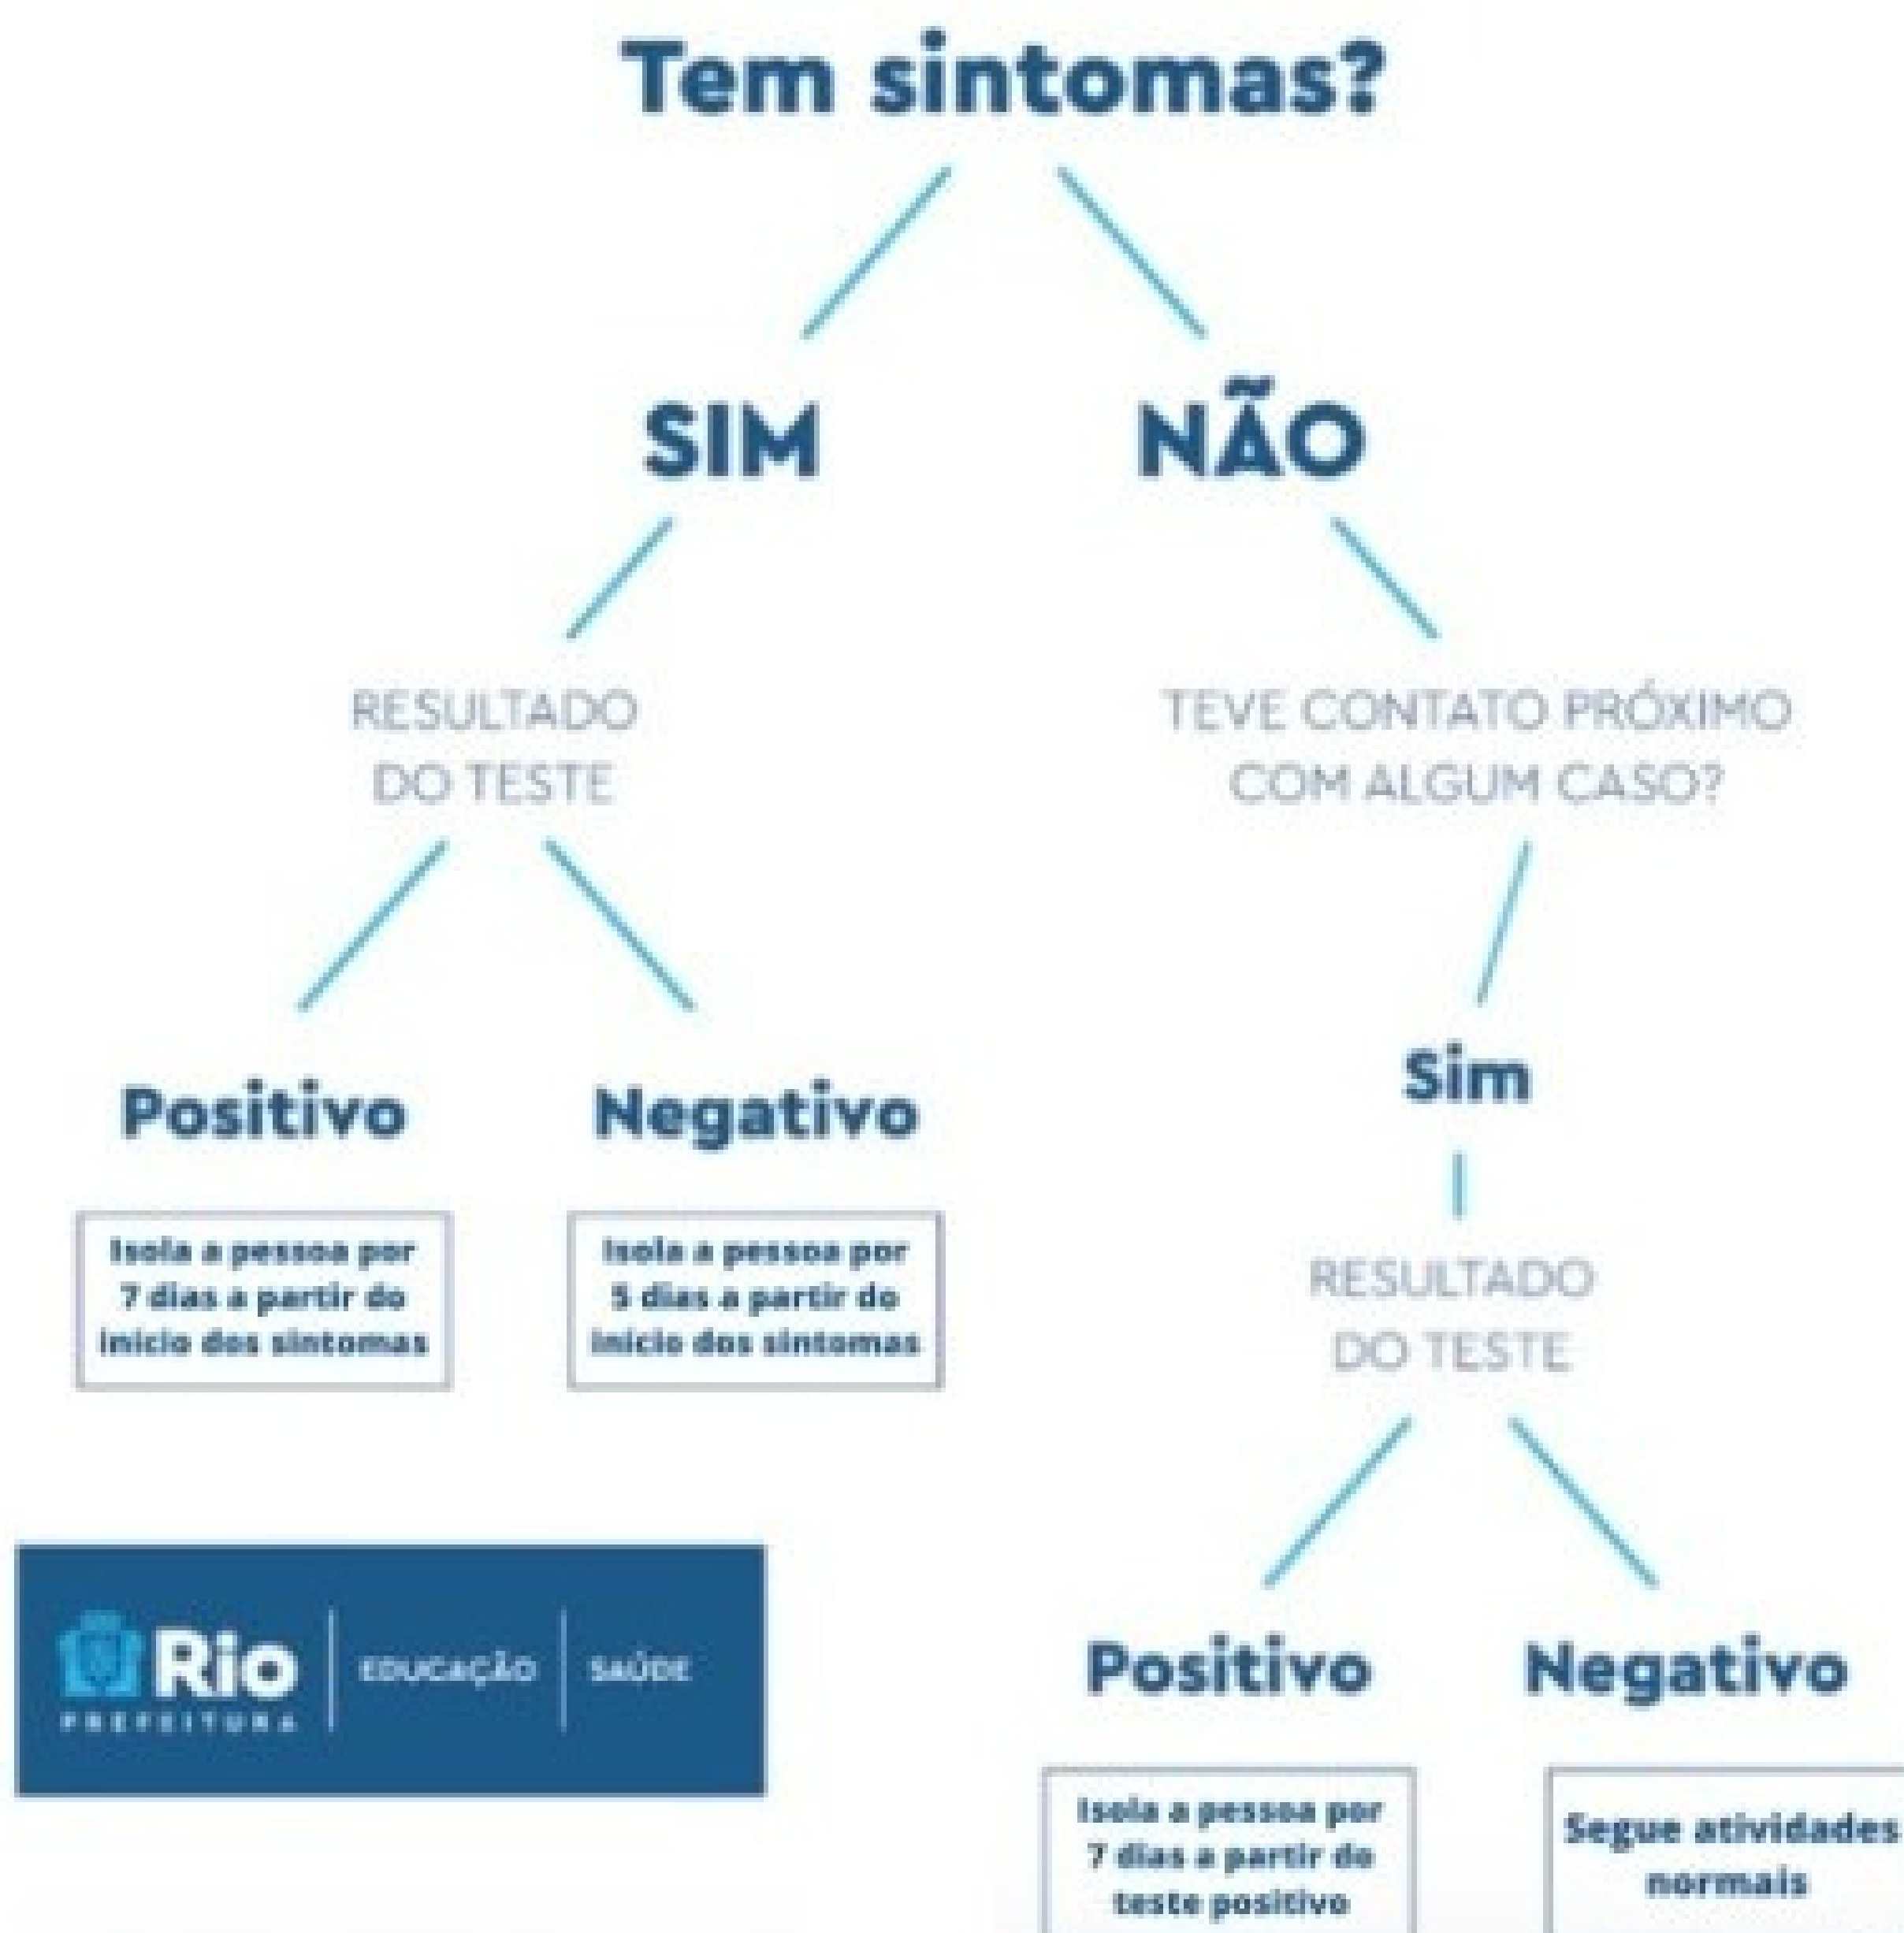 Tem sintomas?
SIM
NÃO
RESULTADO
DO TESTE
TEVE CONTATO PRÓXIMO
COM ALGUM CASO?
Positivo
Negativo
Isola a pessoa por
7 dias a partir do
início dos sintomas
Isola a pessoa por
5 dias a partir do
início dos sintomas
Sim
RESULTADO
DO TESTE
Positivo
Negativo
Isola a pessoa por
7 dias a partir do
teste positivo
Segue atividades
normais
Rio
PREFEITURA
EDUCAÇÃO
SAÚDE